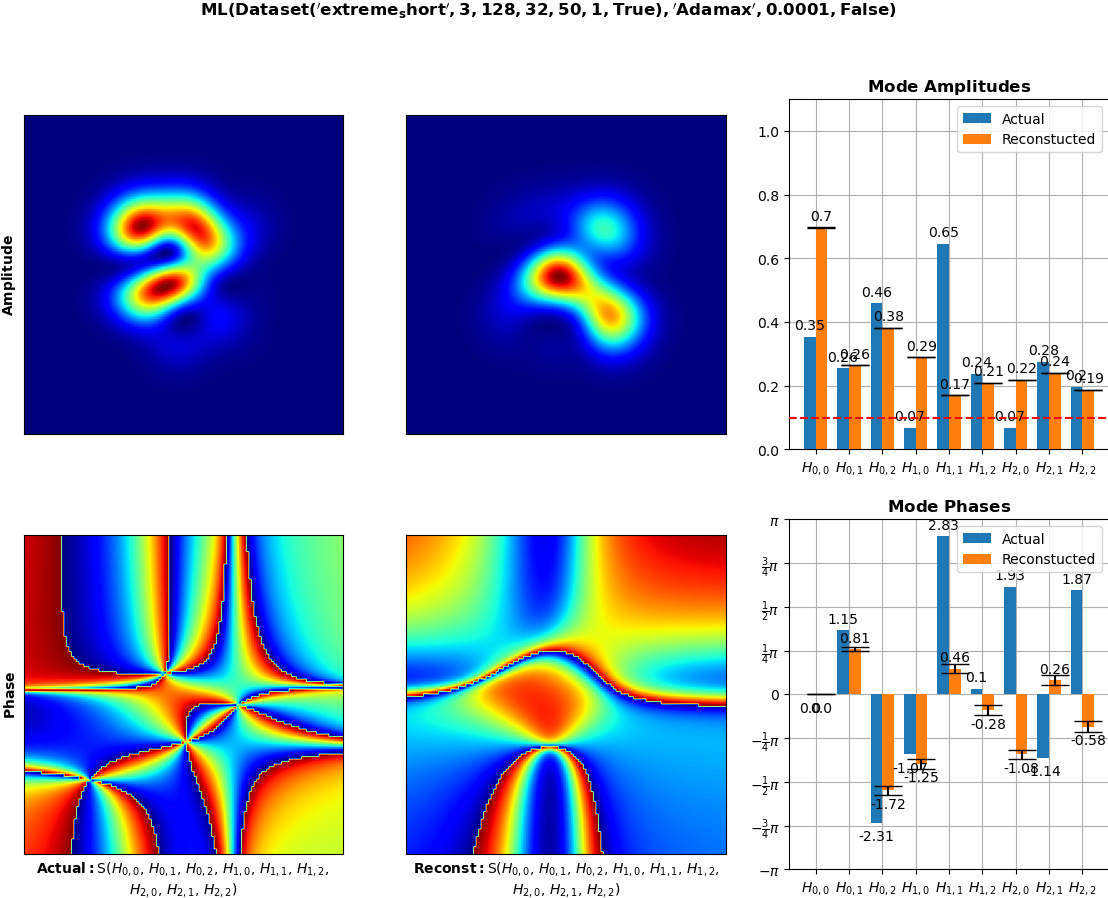 ML(Dataset('extreme_short', 3, 128, 32, 50, 1, True), 'Adamax', 0.0001, False)
Amplitude
Mode Amplitudes
Actual
Reconstucted
1.0
0.8
0.6
0.4
0.2
0.0
0.35
0.7
0.26
0.26
0.46
0.38
0.07
0.29
0.65
0.17
0.24
0.21
0.07
0.22
0.28
0.24
0.2
0.19
H0,0 H0,1 H0,2 H1,0 H1,1 H1,2 H2,0 H2,1 H2,2
Phase
Actual: S(H0,0, H0,1, H0,2, H1,0, H1,1, H1,2,
H2,0, H2,1, H2,2)
Reconst: S(H0,0, H0,1, H0,2, H1,0, H1,1, H1,2,
H2,0, H2,1, H2,2)
Mode Phases
Actual
Reconstucted
π
3/4π
1/2π
1/4π
0
−1/4π
−1/2π
−3/4π
−π
0.0
0.0
1.15
0.81
-2.31
-1.72
-1.07
-1.25
2.83
0.46
0.1
-0.28
1.93
-1.08
-1.14
0.26
1.87
-0.58
H0,0 H0,1 H0,2 H1,0 H1,1 H1,2 H2,0 H2,1 H2,2